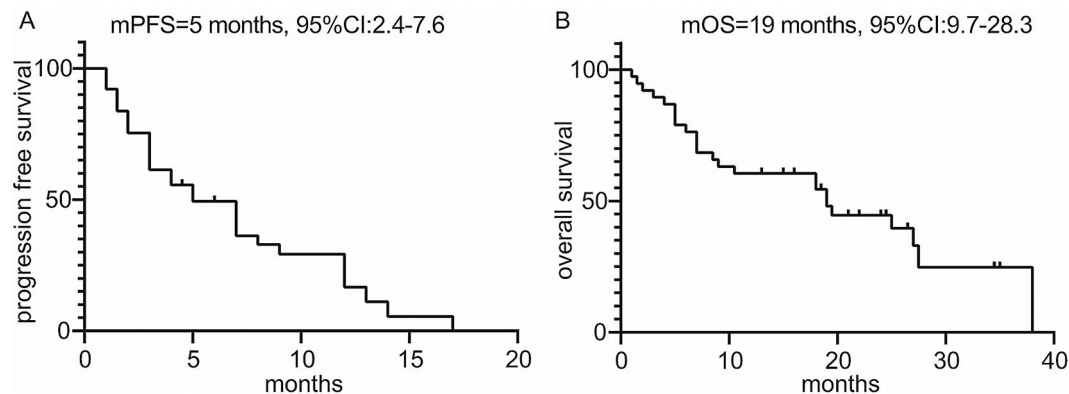 A
mPFS=5 months, 95%CI:2.4-7.6
progression free survival
100
50
0
0 5 10 15 20
months
B
mOS=19 months, 95%CI:9.7-28.3
overall survival
100
50
0
0 10 20 30 40
months